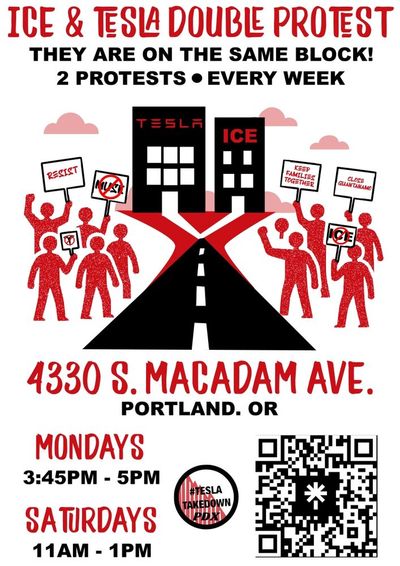 ICE & TESLA DOUBLE PROTEST
THEY ARE ON THE SAME BLOCK!
2 PROTESTS ● EVERY WEEK
TESLA
ICE
RESIST
MUSK
KEEP
FAMILIES
TOGETHER
CLOSE
GUANTANAMO
ICE
4330 S. MACADAM AVE.
PORTLAND. OR
MONDAYS
3:45PM - 5PM
SATURDAYS
11AM - 1PM
#TESLA
TAKEDOWN
PDX